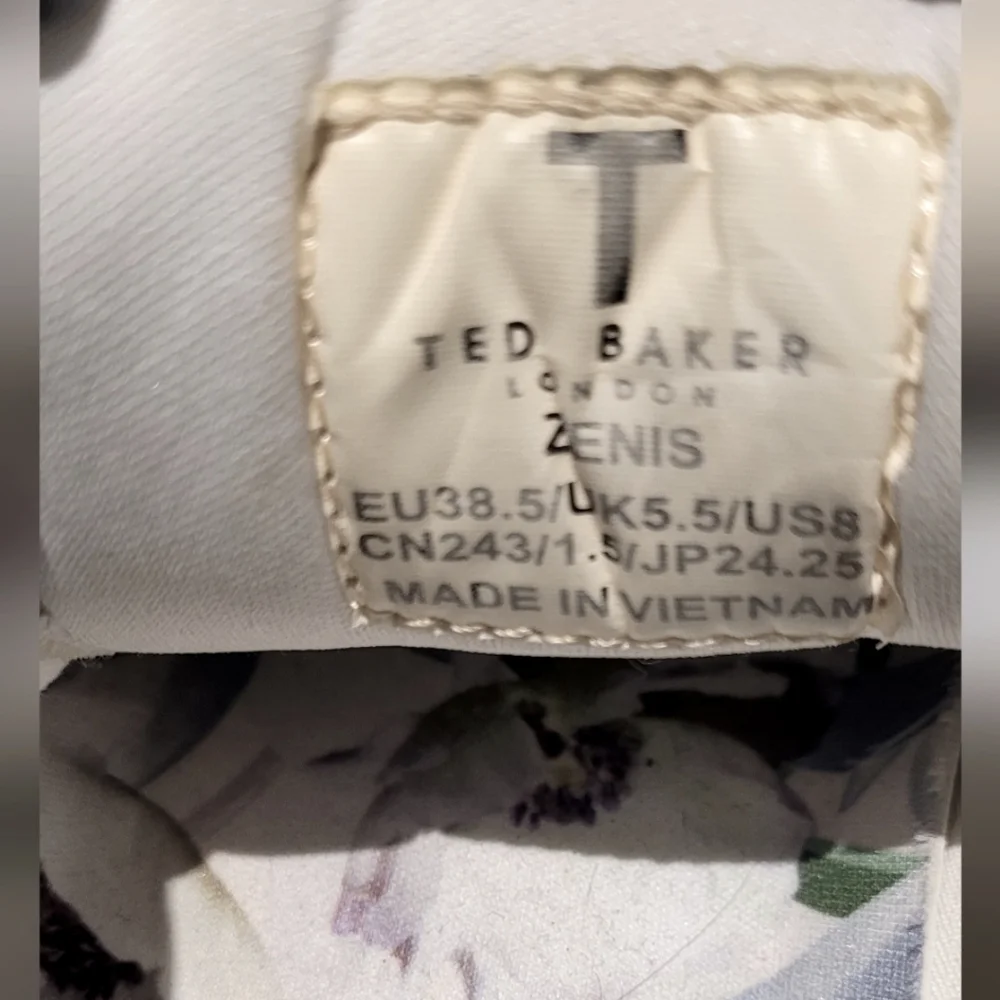 T
TED BAKER
LONDON
ZENIS
EU38.5/UK5.5/US8
CN243/1.5/JP24.25
MADE IN VIETNAM